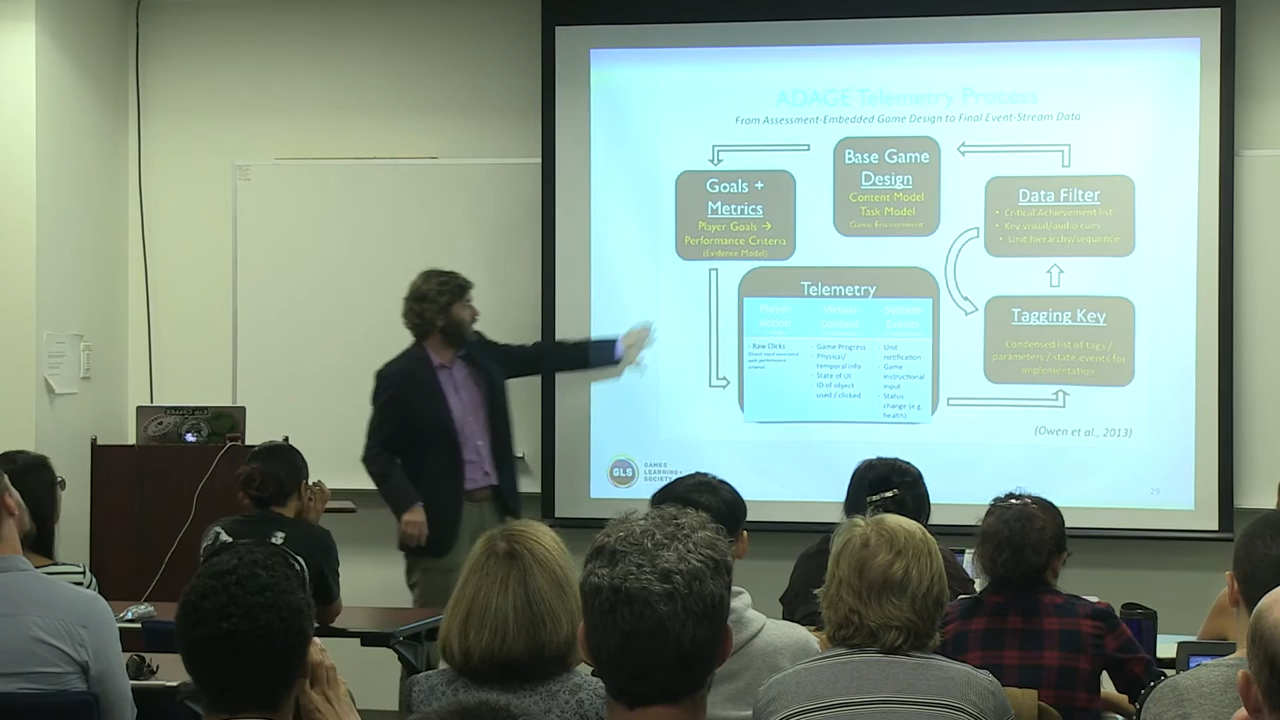 ADAGE Telemetry Process
From Assessment-Embedded Game Design to Final Event-Stream Data
Goals +
Metrics
Player Goals →
Performance Criteria
(Evidence Model)
Base Game
Design
Content Model
Task Model
Game Environment
Data Filter
• Critical Achievement list
• Key visual/audio cues
• Unit hierarchy/sequence
Telemetry
Player
Action
Virtual
Context
System
Events
- Raw Clicks
- Game Progress
- Physical/
temporal info
- State of UI
- ID of object
used / clicked
- Unit
notification
- Game
instructional
input
- Status
change (e.g.
health)
Tagging Key
Condensed list of tags /
parameters / state events for
implementation
(Owen et al., 2013)
GLS
GAMES
LEARNING+
SOCIETY
29